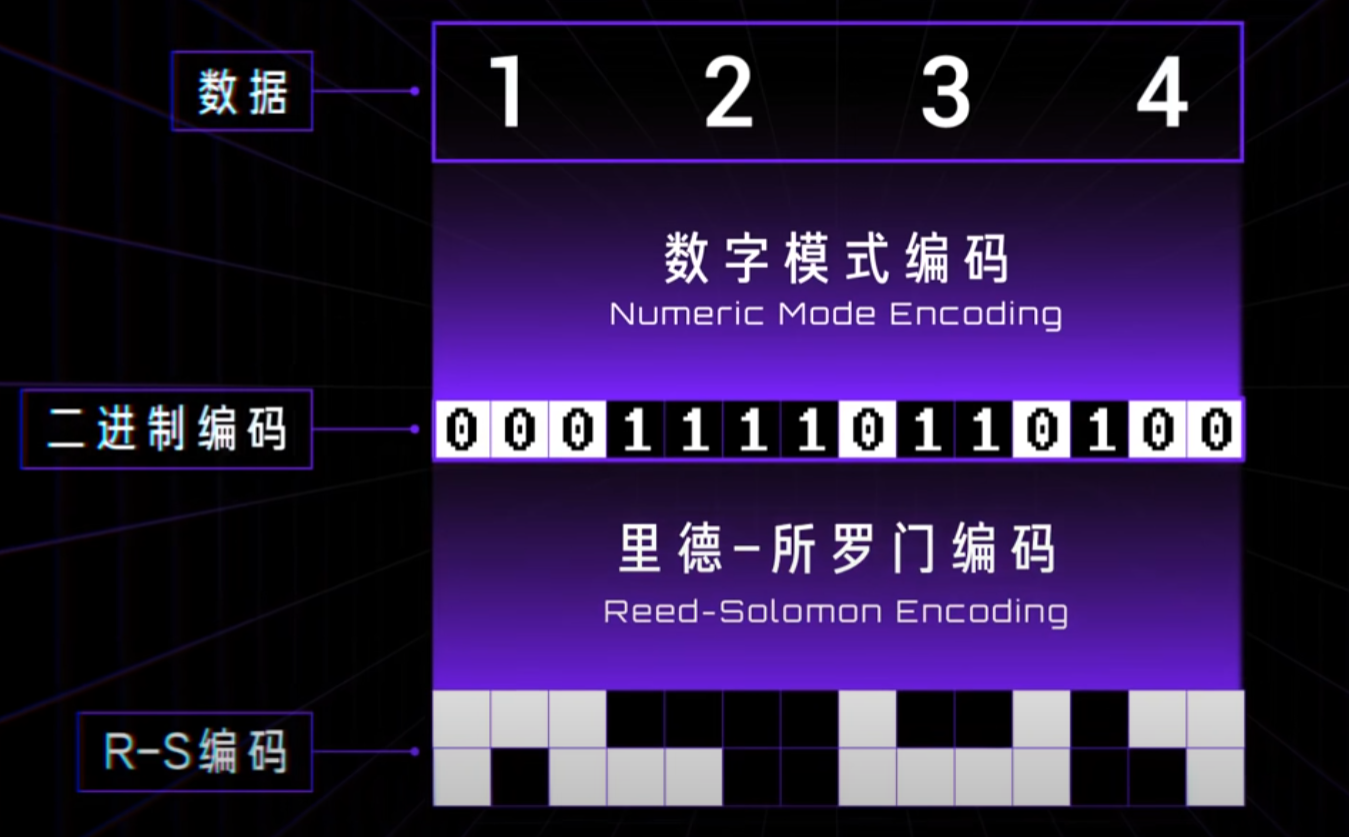 数据
1 2 3 4
数字模式编码
Numeric Mode Encoding
二进制编码
0 0 0 1 1 1 1 0 1 1 0 1 0 0
里德-所罗门编码
Reed-Solomon Encoding
R-S编码